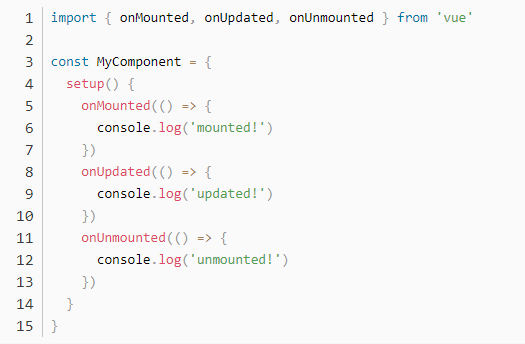 1 import { onMounted, onUpdated, onUnmounted } from 'vue'
2
3 const MyComponent = {
4   setup() {
5     onMounted(() => {
6       console.log('mounted!')
7     })
8     onUpdated(() => {
9       console.log('updated!')
10     })
11     onUnmounted(() => {
12       console.log('unmounted!')
13     })
14   }
15 }